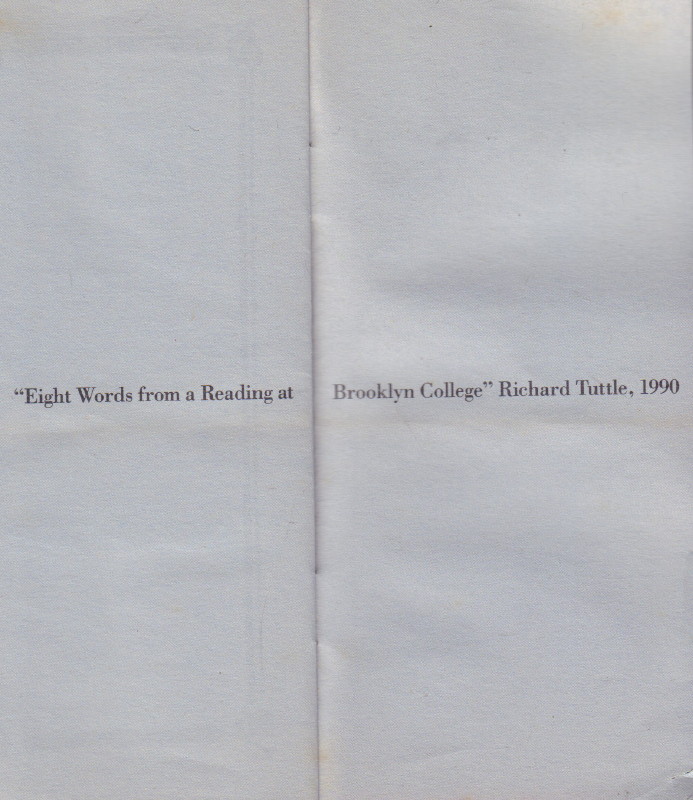 “Eight Words from a Reading at Brooklyn College” Richard Tuttle, 1990